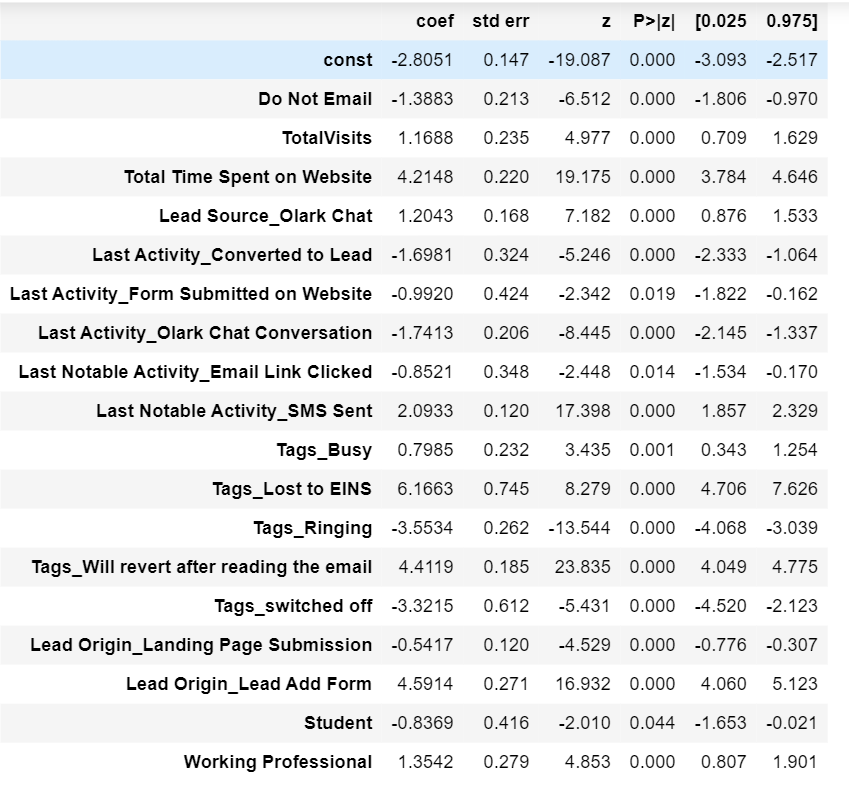 coef std err z P>|z| [0.025 0.975]
const -2.8051 0.147 -19.087 0.000 -3.093 -2.517
Do Not Email -1.3883 0.213 -6.512 0.000 -1.806 -0.970
TotalVisits 1.1688 0.235 4.977 0.000 0.709 1.629
Total Time Spent on Website 4.2148 0.220 19.175 0.000 3.784 4.646
Lead Source_Olark Chat 1.2043 0.168 7.182 0.000 0.876 1.533
Last Activity_Converted to Lead -1.6981 0.324 -5.246 0.000 -2.333 -1.064
Last Activity_Form Submitted on Website -0.9920 0.424 -2.342 0.019 -1.822 -0.162
Last Activity_Olark Chat Conversation -1.7413 0.206 -8.445 0.000 -2.145 -1.337
Last Notable Activity_Email Link Clicked -0.8521 0.348 -2.448 0.014 -1.534 -0.170
Last Notable Activity_SMS Sent 2.0933 0.120 17.398 0.000 1.857 2.329
Tags_Busy 0.7985 0.232 3.435 0.001 0.343 1.254
Tags_Lost to EINS 6.1663 0.745 8.279 0.000 4.706 7.626
Tags_Ringing -3.5534 0.262 -13.544 0.000 -4.068 -3.039
Tags_Will revert after reading the email 4.4119 0.185 23.835 0.000 4.049 4.775
Tags_switched off -3.3215 0.612 -5.431 0.000 -4.520 -2.123
Lead Origin_Landing Page Submission -0.5417 0.120 -4.529 0.000 -0.776 -0.307
Lead Origin_Lead Add Form 4.5914 0.271 16.932 0.000 4.060 5.123
Student -0.8369 0.416 -2.010 0.044 -1.653 -0.021
Working Professional 1.3542 0.279 4.853 0.000 0.807 1.901